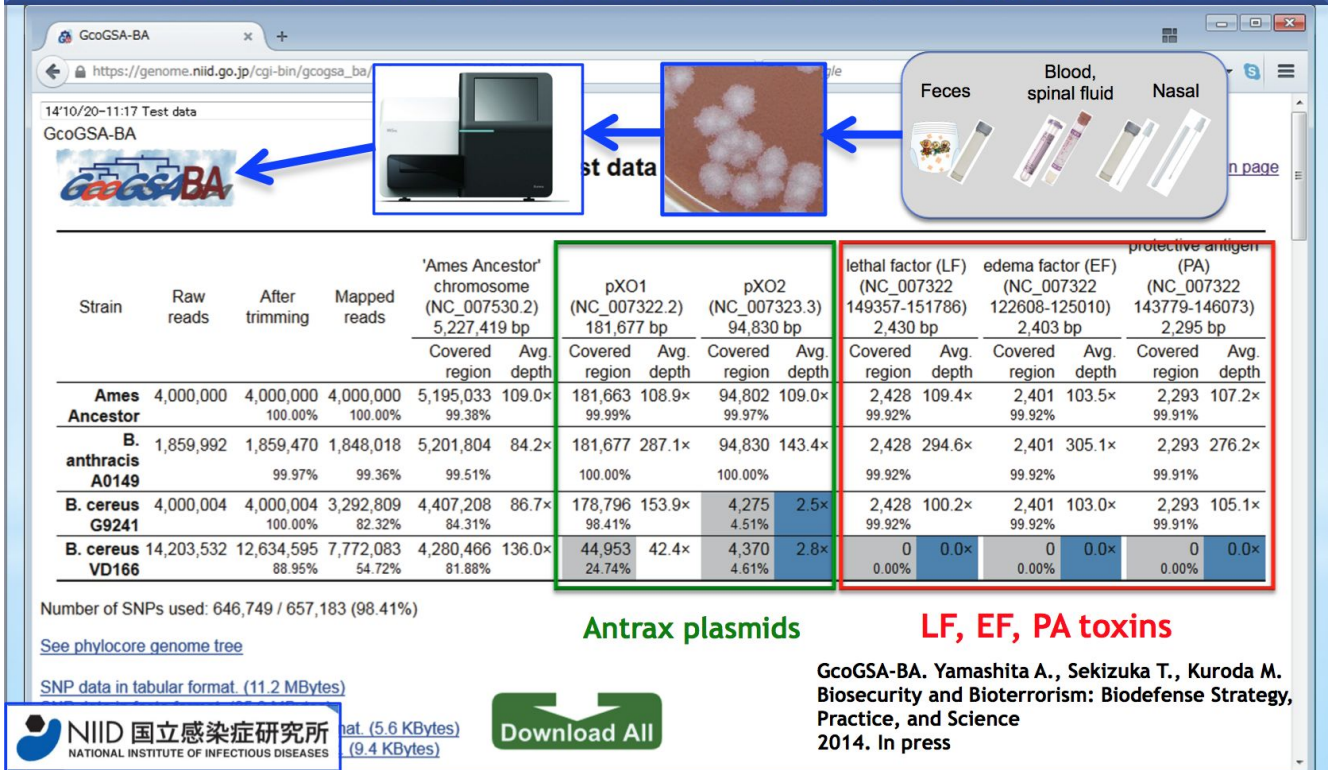 GcoGSA-BA
https://genome.niid.go.jp/cgi-bin/gcogsa_ba/
14'10/20-11:17 Test data
GcoGSA-BA
GcoGSABA
st data
n page
Feces
Blood,
spinal fluid
Nasal
Strain
Raw
reads
After
trimming
Mapped
reads
'Ames Ancestor'
chromosome
(NC_007530.2)
5,227,419 bp
pXO1
(NC_007322.2)
181,677 bp
pXO2
(NC_007323.3)
94,830 bp
lethal factor (LF)
(NC_007322
149357-151786)
2,430 bp
edema factor (EF)
(NC_007322
122608-125010)
2,403 bp
protective antigen
(PA)
(NC_007322
143779-146073)
2,295 bp
Covered region Avg. depth Covered region Avg. depth Covered region Avg. depth Covered region Avg. depth Covered region Avg. depth Covered region Avg. depth
Ames 4,000,000 4,000,000 4,000,000 5,195,033 109.0× 181,663 108.9× 94,802 109.0× 2,428 109.4× 2,401 103.5× 2,293 107.2×
Ancestor 100.00% 100.00% 99.38% 99.99% 99.97% 99.92% 99.92% 99.91%
B. 1,859,992 1,859,470 1,848,018 5,201,804 84.2× 181,677 287.1× 94,830 143.4× 2,428 294.6× 2,401 305.1× 2,293 276.2×
anthracis
A0149 99.97% 99.36% 99.51% 100.00% 100.00% 99.92% 99.92% 99.91%
B. cereus 4,000,004 4,000,004 3,292,809 4,407,208 86.7× 178,796 153.9× 4,275 2.5× 2,428 100.2× 2,401 103.0× 2,293 105.1×
G9241 100.00% 82.32% 84.31% 98.41% 4.51% 99.92% 99.92% 99.91%
B. cereus 14,203,532 12,634,595 7,772,083 4,280,466 136.0× 44,953 42.4× 4,370 2.8× 0 0.0× 0 0.0× 0 0.0×
VD166 88.95% 54.72% 81.88% 24.74% 4.61% 0.00% 0.00% 0.00%
Number of SNPs used: 646,749 / 657,183 (98.41%)
See phylocore genome tree
SNP data in tabular format. (11.2 MBytes)
nat. (5.6 KBytes)
(9.4 KBytes)
Antrax plasmids
LF, EF, PA toxins
Download All
GcoGSA-BA. Yamashita A., Sekizuka T., Kuroda M.
Biosecurity and Bioterrorism: Biodefense Strategy,
Practice, and Science
2014. In press
NIID 国立感染症研究所
NATIONAL INSTITUTE OF INFECTIOUS DISEASES